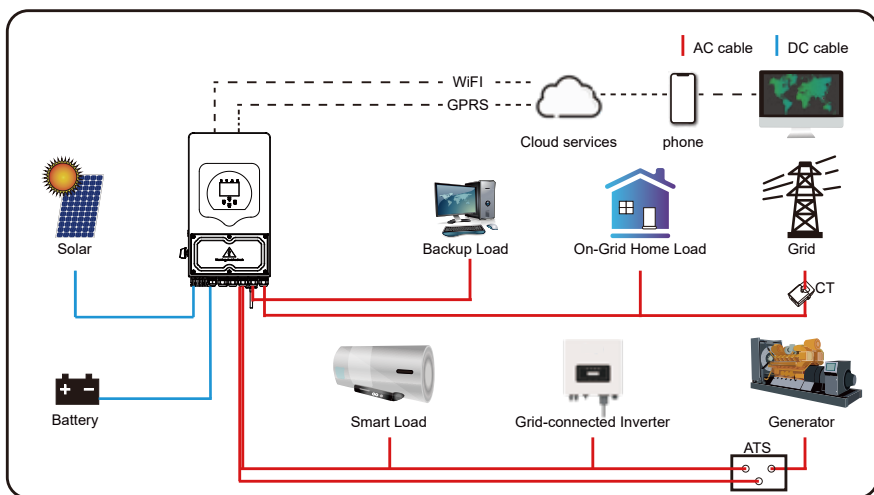 AC cable
DC cable
WiFI
GPRS
Cloud services
phone
Solar
Backup Load
On-Grid Home Load
Grid
CT
Battery
Smart Load
Grid-connected Inverter
Generator
ATS